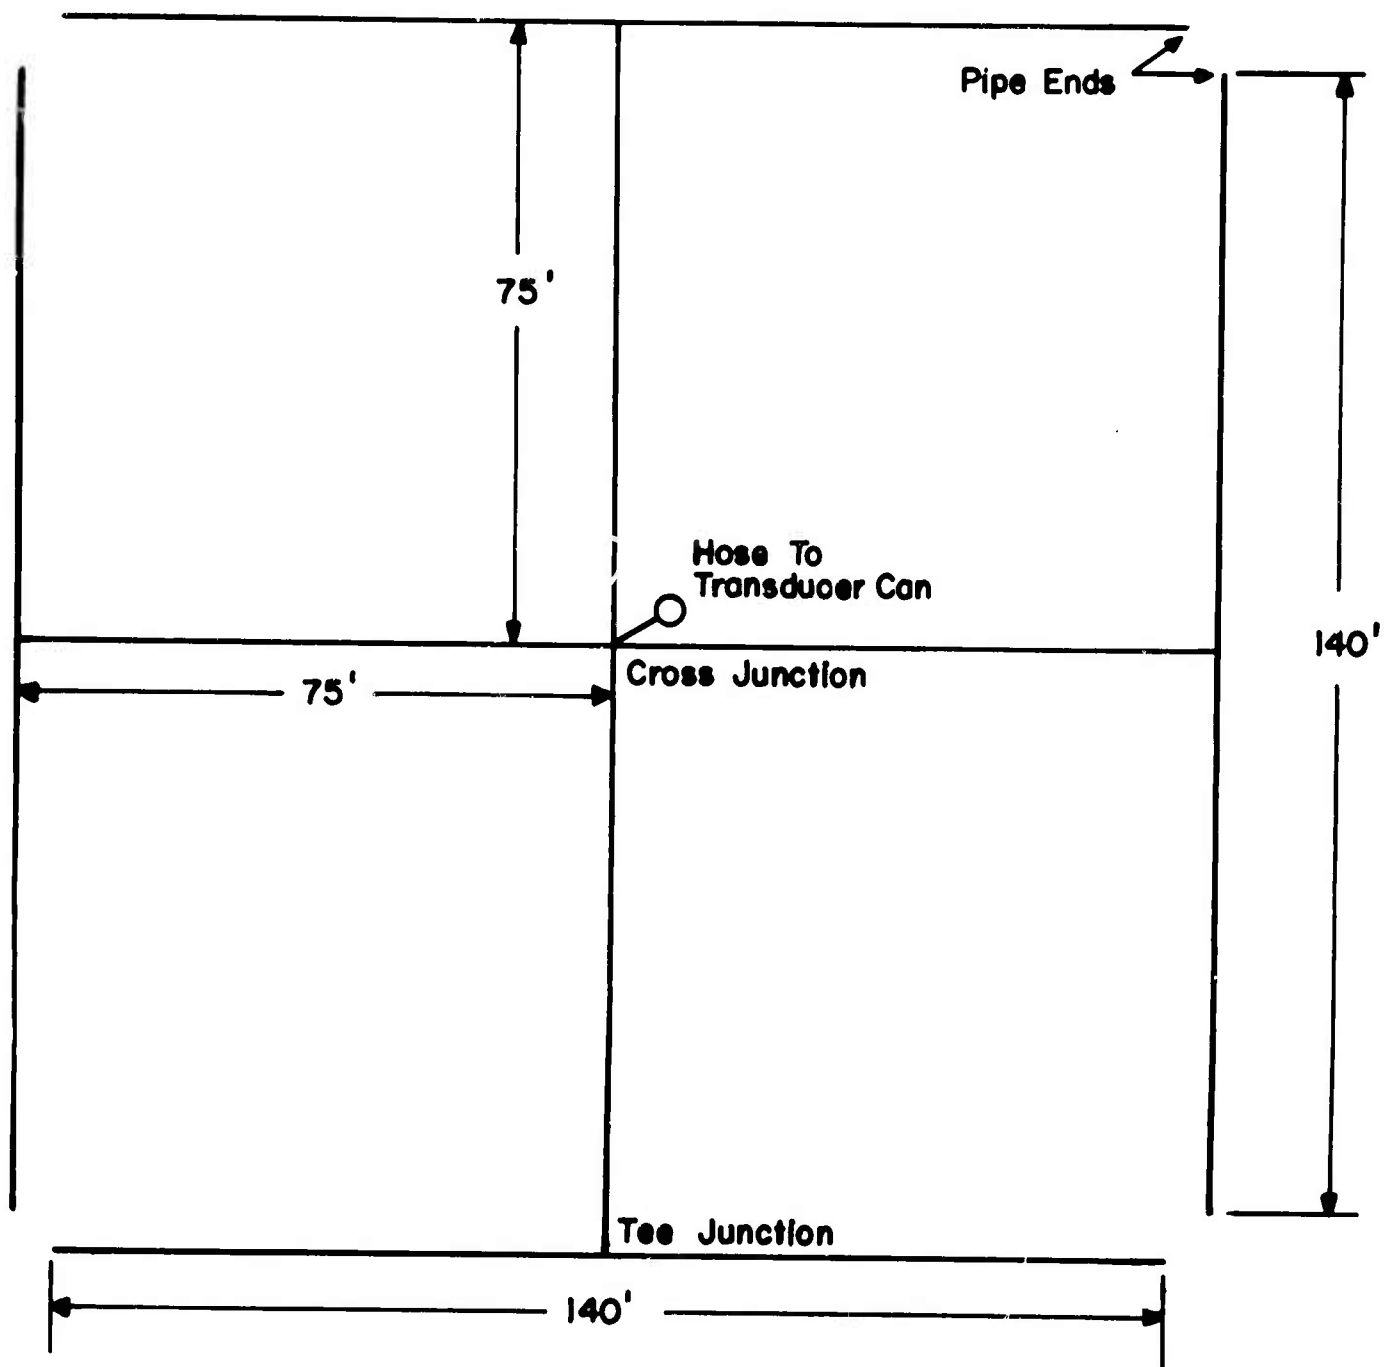 Pipe Ends
75'
Hose To
Transducer Can
140'
Cross Junction
75'
Tee Junction
140'